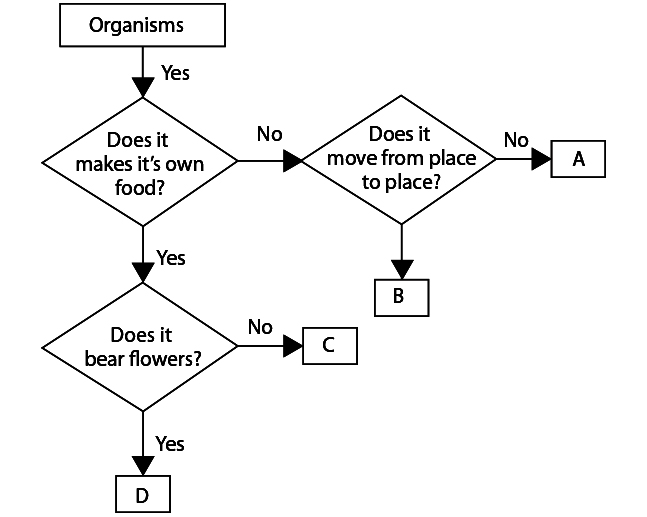 Organisms
Yes
Does it
makes it's own
food?
No
Does it
move from place
to place?
No
A
Yes
B
Does it
bear flowers?
No
C
Yes
D